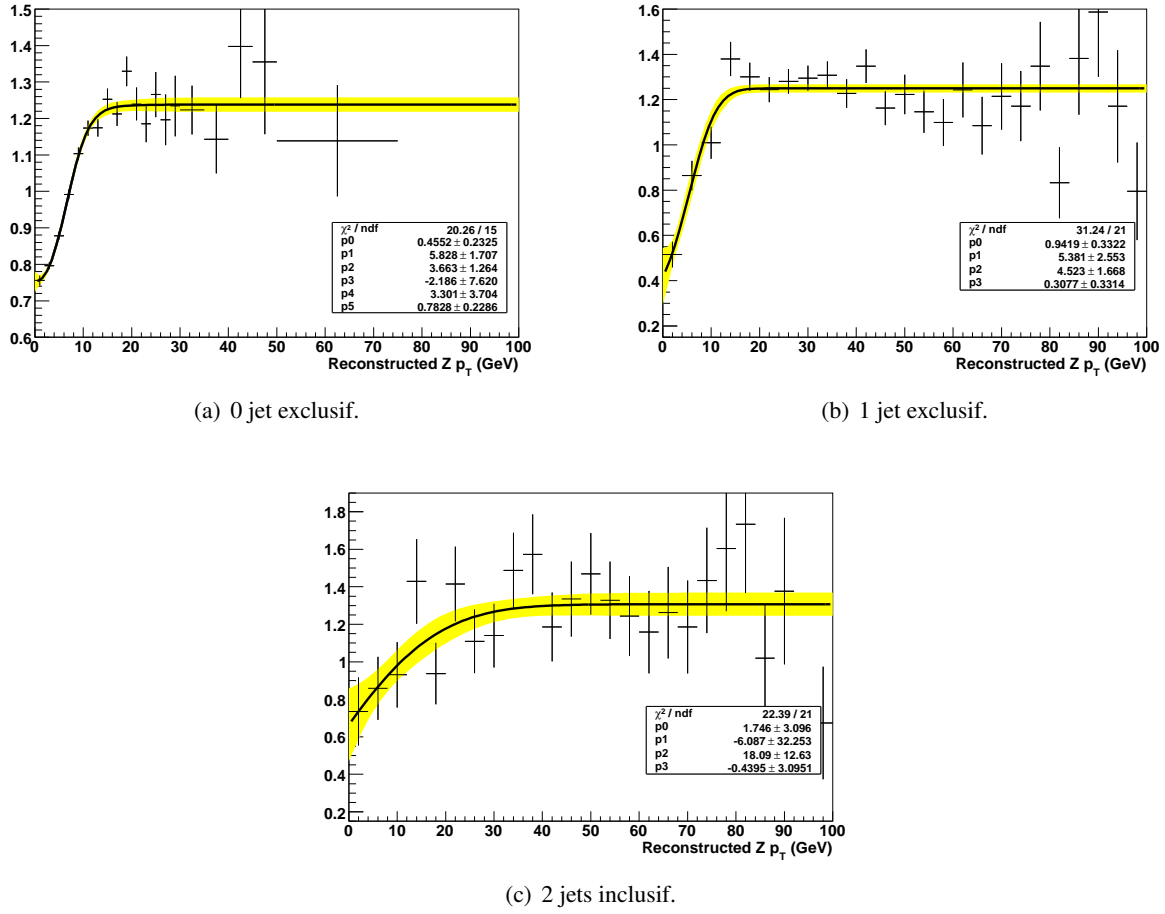 1.5
1.4
1.3
1.2
1.1
1
0.9
0.8
0.7
0.6
χ² / ndf 20.26 / 15
p0 0.4552 ± 0.2325
p1 5.828 ± 1.707
p2 3.663 ± 1.264
p3 -2.186 ± 7.620
p4 3.301 ± 3.704
p5 0.7828 ± 0.2286
0 10 20 30 40 50 60 70 80 90 100
Reconstructed Z p_T (GeV)
(a) 0 jet exclusif.
1.6
1.4
1.2
1
0.8
0.6
0.4
0.2
χ² / ndf 31.24 / 21
p0 0.9419 ± 0.3322
p1 5.381 ± 2.553
p2 4.523 ± 1.668
p3 0.3077 ± 0.3314
0 10 20 30 40 50 60 70 80 90 100
Reconstructed Z p_T (GeV)
(b) 1 jet exclusif.
1.8
1.6
1.4
1.2
1
0.8
0.6
0.4
0.2
χ² / ndf 22.39 / 21
p0 1.746 ± 3.096
p1 -6.087 ± 32.253
p2 18.09 ± 12.63
p3 -0.4395 ± 3.0951
0 10 20 30 40 50 60 70 80 90 100
Reconstructed Z p_T (GeV)
(c) 2 jets inclusif.